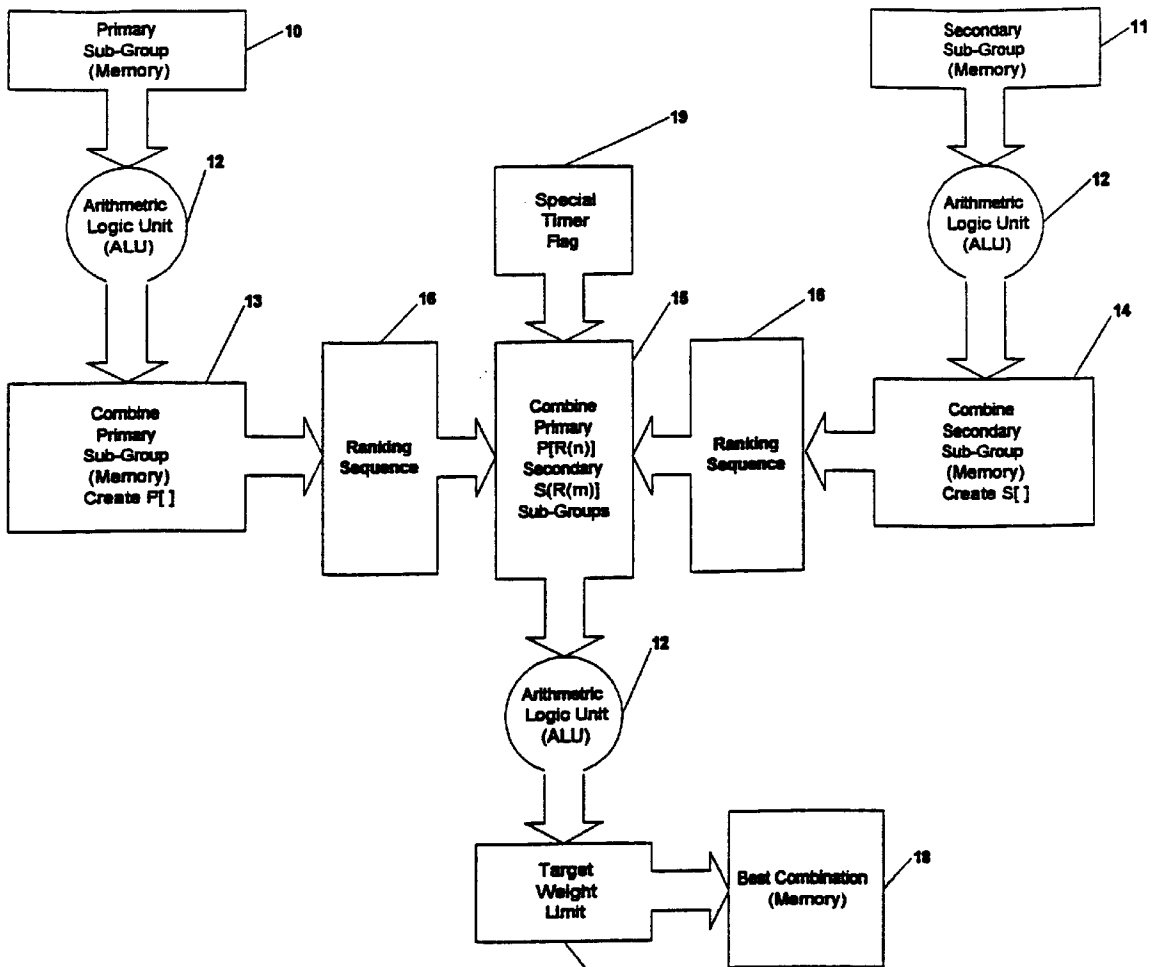 Primary
Sub-Group
(Memory)
10
Secondary
Sub-Group
(Memory)
11
19
Special
Timer
Flag
12
Arithmetric
Logic Unit
(ALU)
12
Arithmetric
Logic Unit
(ALU)
13
Combine
Primary
Sub-Group
(Memory)
Create P[ ]
16
Ranking
Sequence
15
Combine
Primary
P[R(n)]
Secondary
S(R(m)]
Sub-Groups
16
Ranking
Sequence
14
Combine
Secondary
Sub-Group
(Memory)
Create S[ ]
12
Arithmetric
Logic Unit
(ALU)
Target
Weight
Limit
18
Best Combination
(Memory)